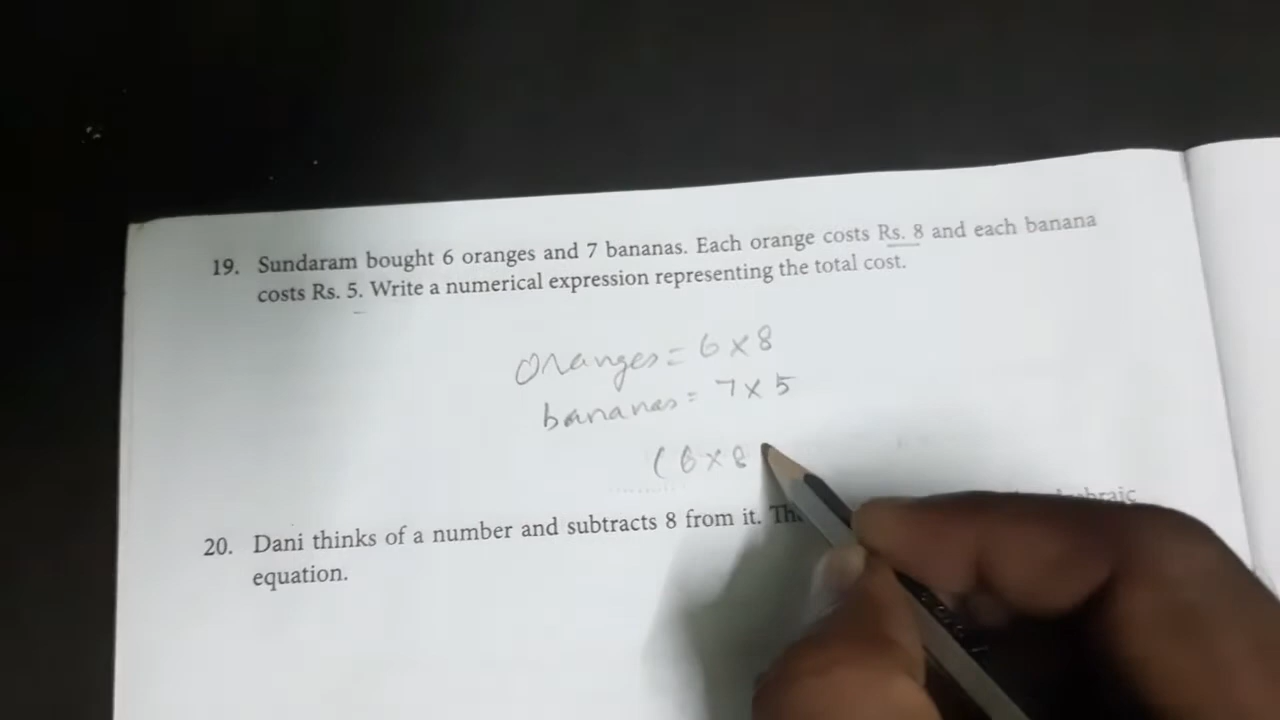 19. Sundaram bought 6 oranges and 7 bananas. Each orange costs Rs. 8 and each banana
costs Rs. 5. Write a numerical expression representing the total cost.
oranges = 6 × 8
bananas = 7 × 5
( 6 × 8
20. Dani thinks of a number and subtracts 8 from it.
equation.